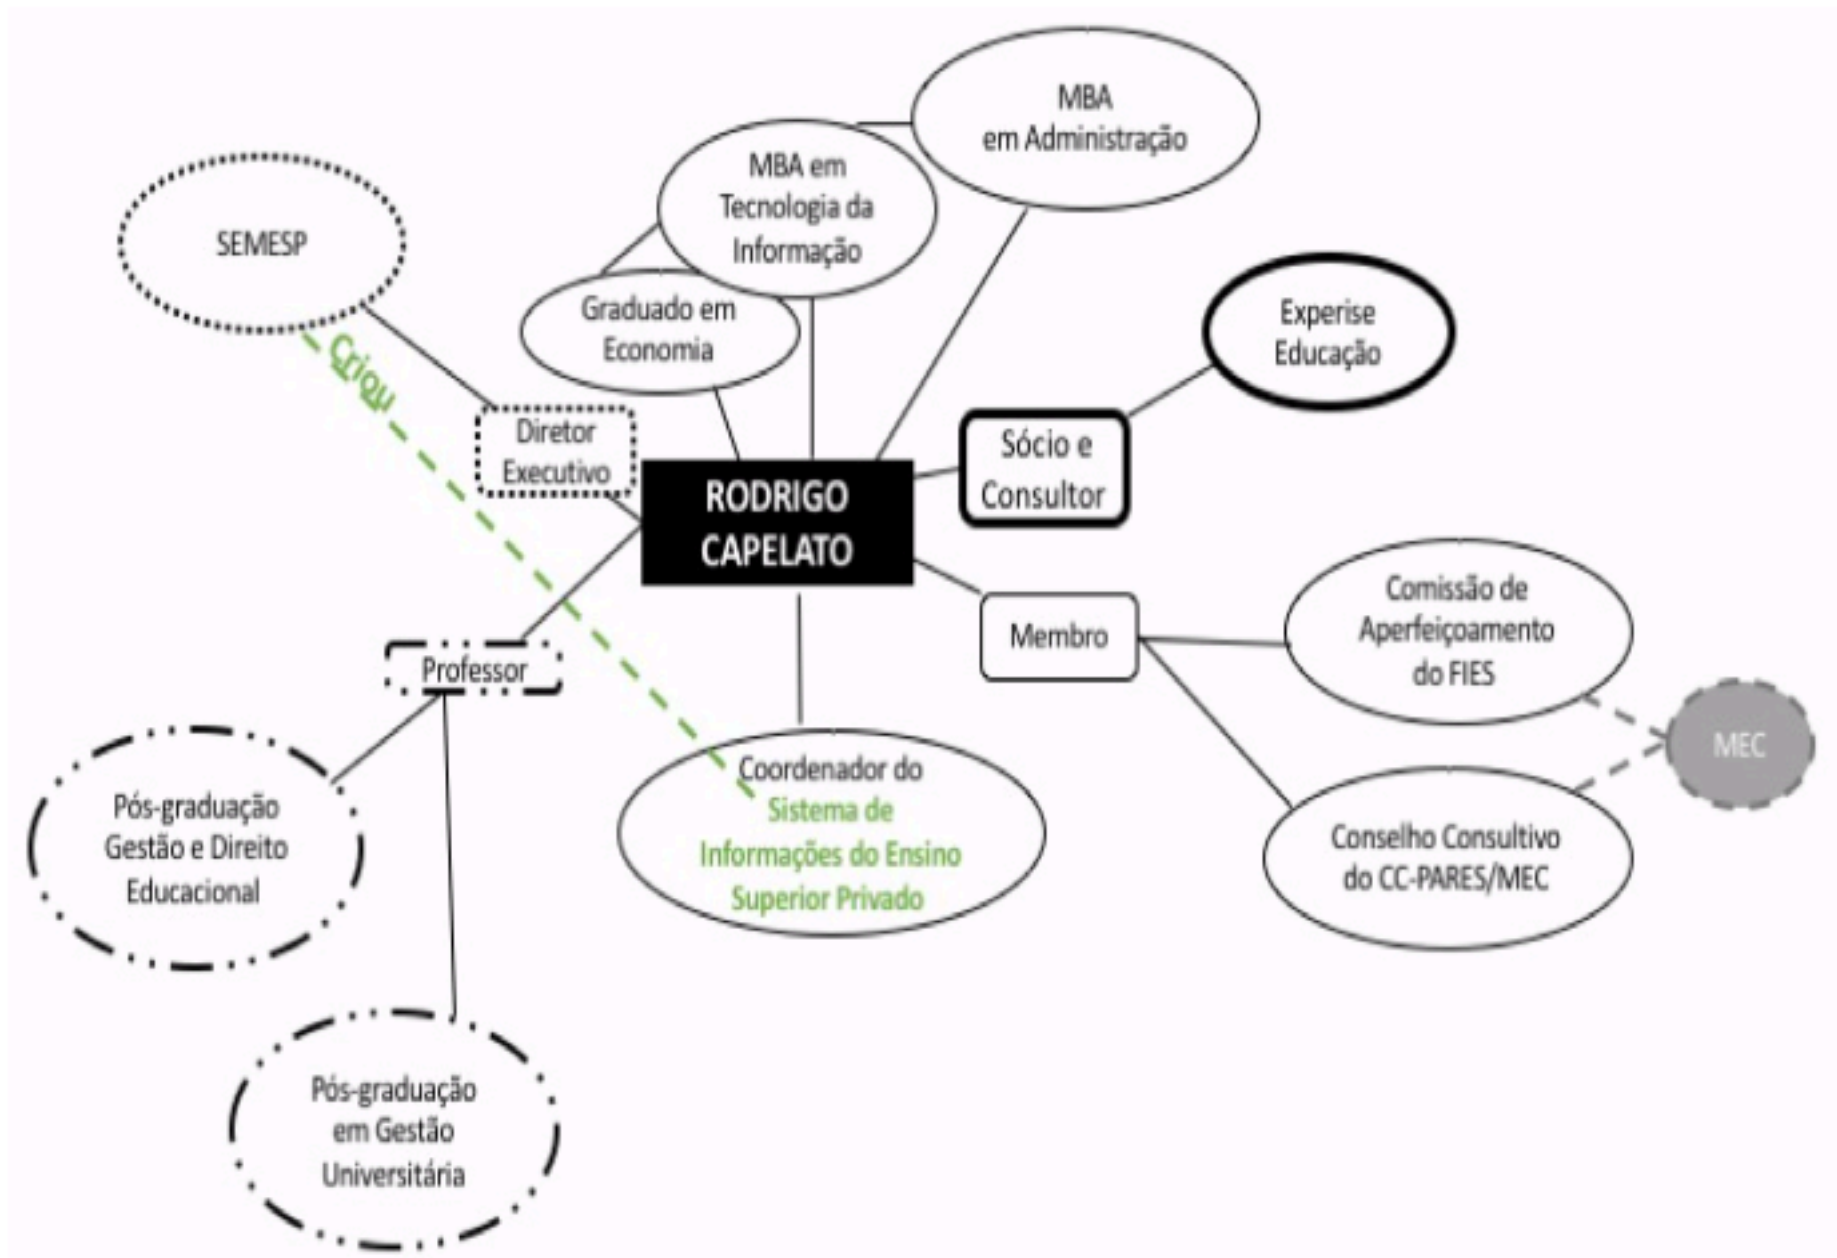 MBA
em Administração
MBA em
Tecnologia da
Informação
SEMESP
Graduado em
Economia
Experise
Educação
Criou
Diretor
Executivo
Sócio e
Consultor
RODRIGO
CAPELATO
Membro
Comissão de
Aperfeiçoamento
do FIES
Professor
MEC
Coordenador do
Sistema de
Informações do Ensino
Superior Privado
Pós-graduação
Gestão e Direito
Educacional
Conselho Consultivo
do CC-PARES/MEC
Pós-graduação
em Gestão
Universitária